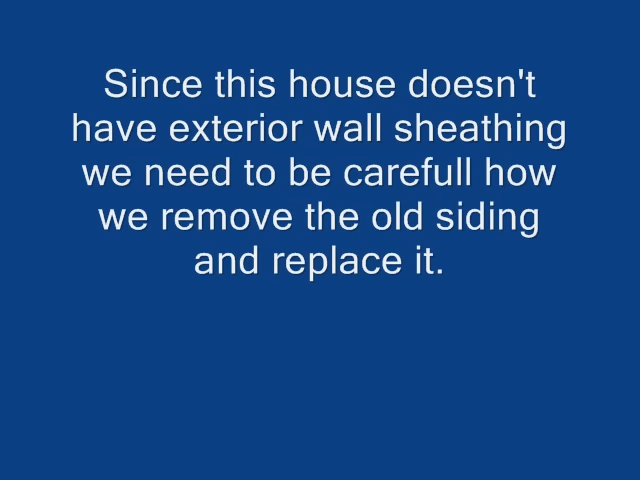 Since this house doesn't
have exterior wall sheathing
we need to be carefull how
we remove the old siding
and replace it.